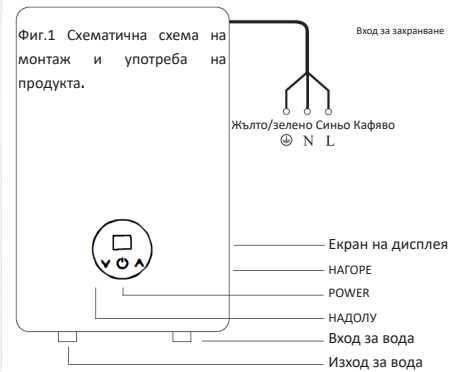 Фиг.1 Схематична схема на
монтаж и употреба на
продукта.
Вход за захранване
Жълто/зелено Синьо Кафяво
N L
Екран на дисплея
НАГОРЕ
POWER
НАДОЛУ
Вход за вода
Изход за вода